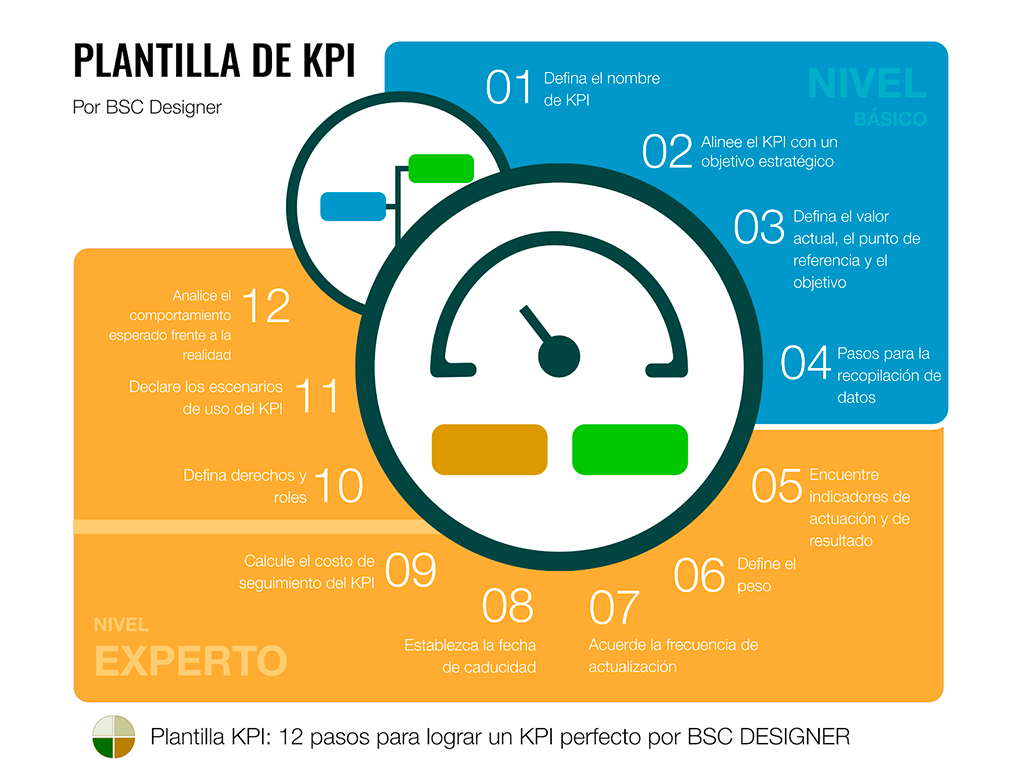 PLANTILLA DE KPI
Por BSC Designer
NIVEL
BÁSICO
01
Defina el nombre
de KPI
02
Alinee el KPI con un
objetivo estratégico
03
Defina el valor
actual, el punto de
referencia y el
objetivo
04
Pasos para la
recopilación de
datos
05
Encuentre
indicadores de
actuación y de
resultado
06
Define el
peso
07
Acuerde la frecuencia de
actualización
08
Establezca la fecha
de caducidad
09
Calcule el costo de
seguimiento del KPI
10
Defina derechos y
roles
11
Declare los escenarios
de uso del KPI
12
Analice el
comportamiento
esperado frente a la
realidad
NIVEL
EXPERTO
Plantilla KPI: 12 pasos para lograr un KPI perfecto por BSC DESIGNER